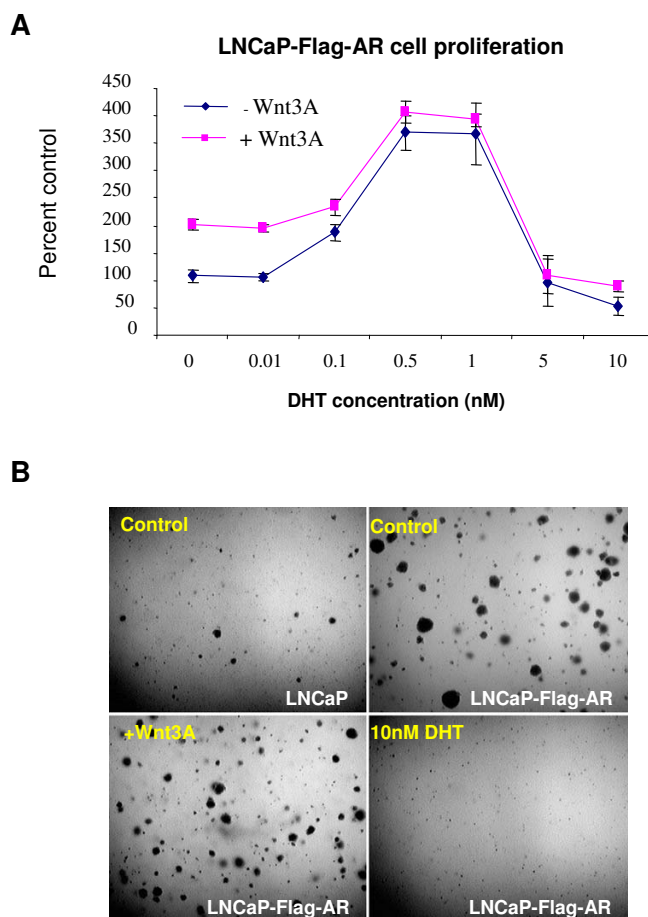 A
LNCaP-Flag-AR cell proliferation
450
400
350
300
250
200
150
100
50
0
Percent control
- Wnt3A
+ Wnt3A
0 0.01 0.1 0.5 1 5 10
DHT concentration (nM)
B
Control
LNCaP
Control
LNCaP-Flag-AR
+Wnt3A
LNCaP-Flag-AR
10nM DHT
LNCaP-Flag-AR